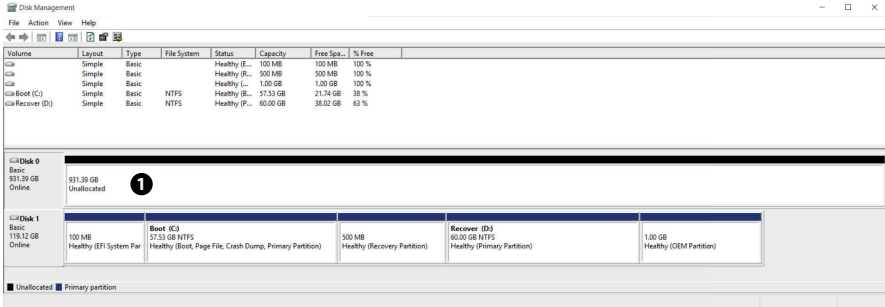 Disk Management
File Action View Help
Volume Layout Type File System Status Capacity Free Spa... % Free
Simple Basic Healthy (E... 100 MB 100 MB 100 %
Simple Basic Healthy (R... 500 MB 500 MB 100 %
Simple Basic Healthy (... 1.00 GB 1.00 GB 100 %
Boot (C:) Simple Basic NTFS Healthy (B... 57.53 GB 21.74 GB 38 %
Recover (D:) Simple Basic NTFS Healthy (P... 60.00 GB 38.02 GB 63 %
Disk 0
Basic
931.39 GB
Online
931.39 GB
Unallocated
1
Disk 1
Basic
119.12 GB
Online
100 MB
Healthy (EFI System Par
Boot (C:)
57.53 GB NTFS
Healthy (Boot, Page File, Crash Dump, Primary Partition)
500 MB
Healthy (Recovery Partition)
Recover (D:)
60.00 GB NTFS
Healthy (Primary Partition)
1.00 GB
Healthy (OEM Partition)
Unallocated Primary partition